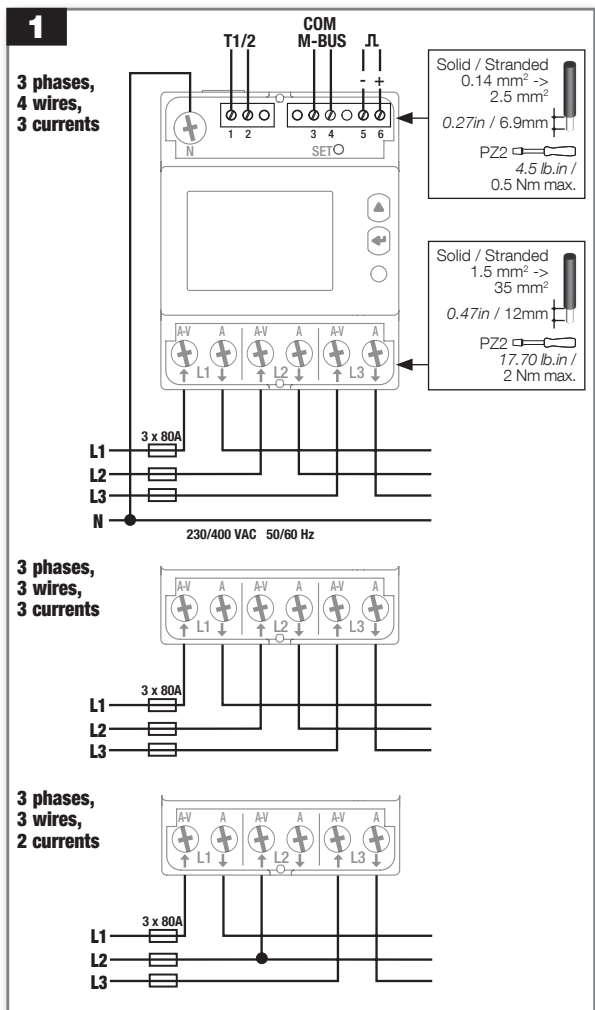 1
T1/2
COM
M-BUS
3 phases,
4 wires,
3 currents
- +
1 2 3 4 5 6
N
SET
Solid / Stranded
0.14 mm² ->
2.5 mm²
0.27in / 6.9mm
PZ2
4.5 lb.in /
0.5 Nm max.
Solid / Stranded
1.5 mm² ->
35 mm²
0.47in / 12mm
PZ2
17.70 lb.in /
2 Nm max.
A-V A A-V A A-V A
L1 L2 L3
3 x 80A
L1
L2
L3
N
230/400 VAC 50/60 Hz
3 phases,
3 wires,
3 currents
A-V A A-V A A-V A
L1 L2 L3
3 x 80A
L1
L2
L3
3 phases,
3 wires,
2 currents
A-V A A-V A A-V A
L1 L2 L3
3 x 80A
L1
L2
L3